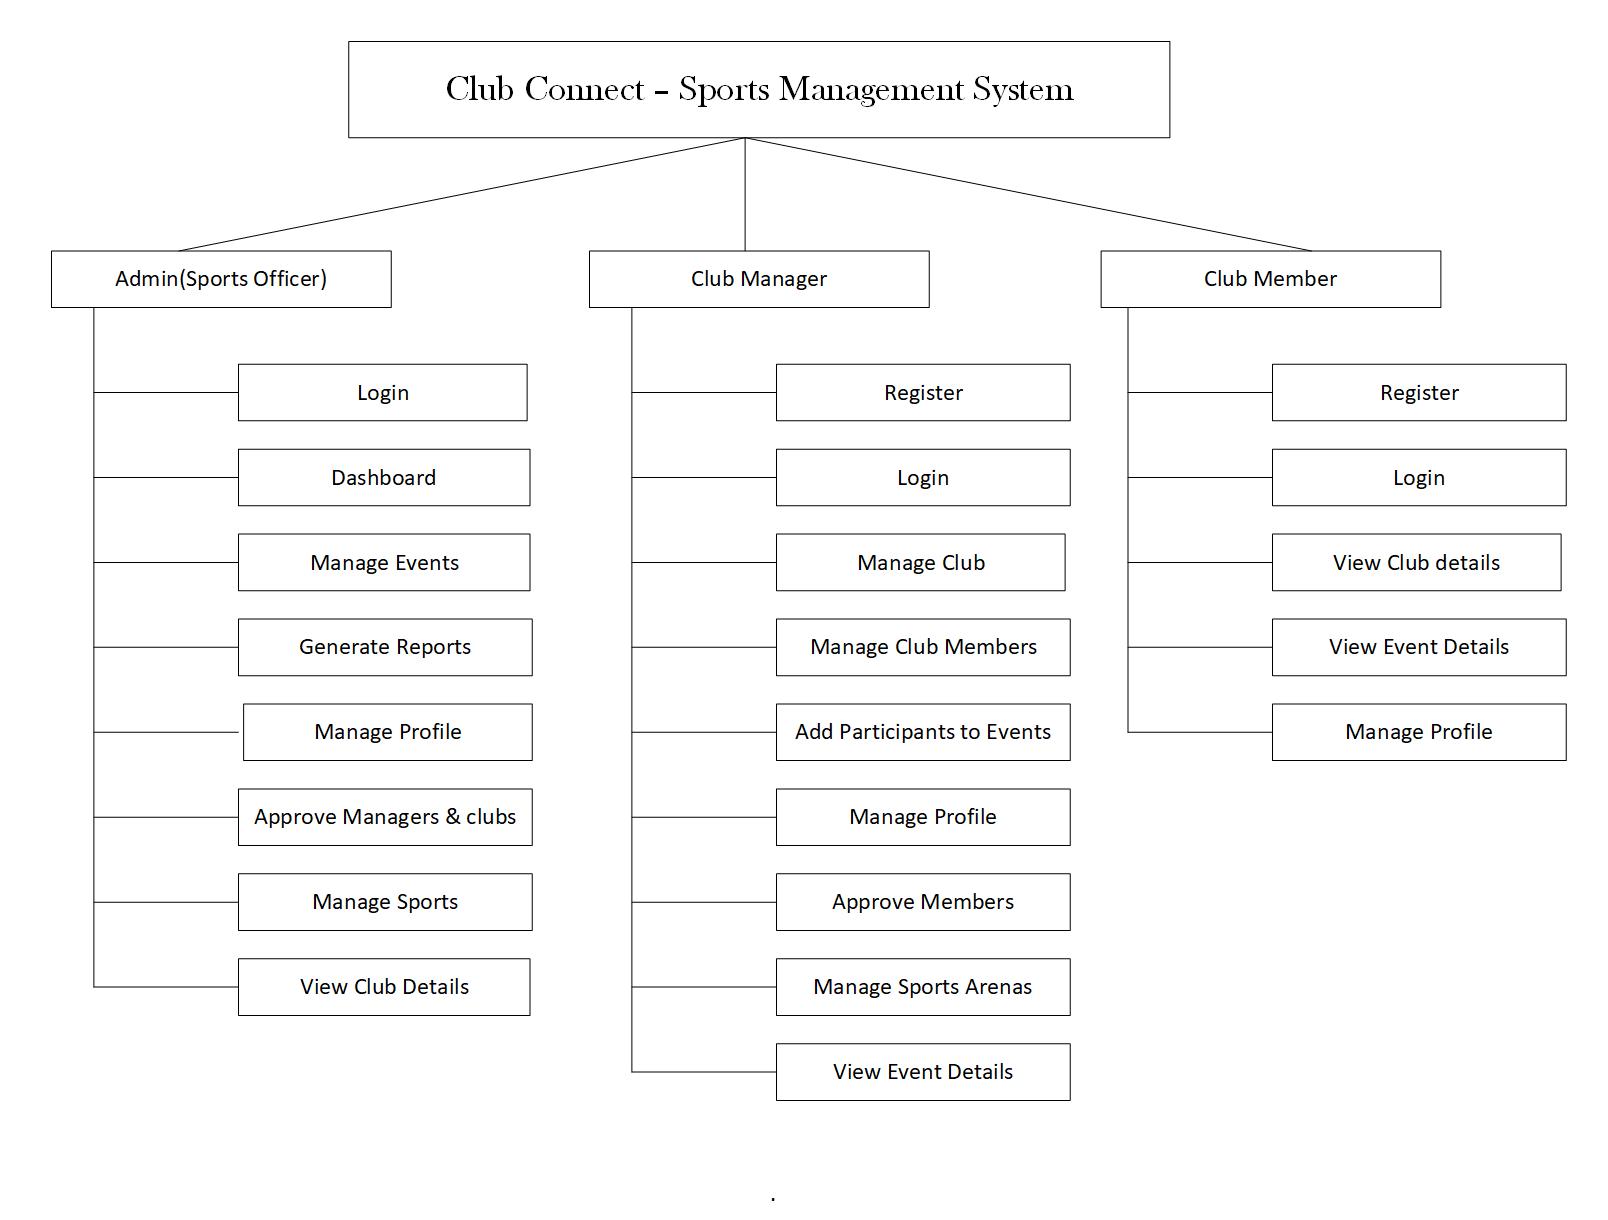 Club Connect – Sports Management System
Admin(Sports Officer)
Login
Dashboard
Manage Events
Generate Reports
Manage Profile
Approve Managers & clubs
Manage Sports
View Club Details
Club Manager
Register
Login
Manage Club
Manage Club Members
Add Participants to Events
Manage Profile
Approve Members
Manage Sports Arenas
View Event Details
Club Member
Register
Login
View Club details
View Event Details
Manage Profile
.